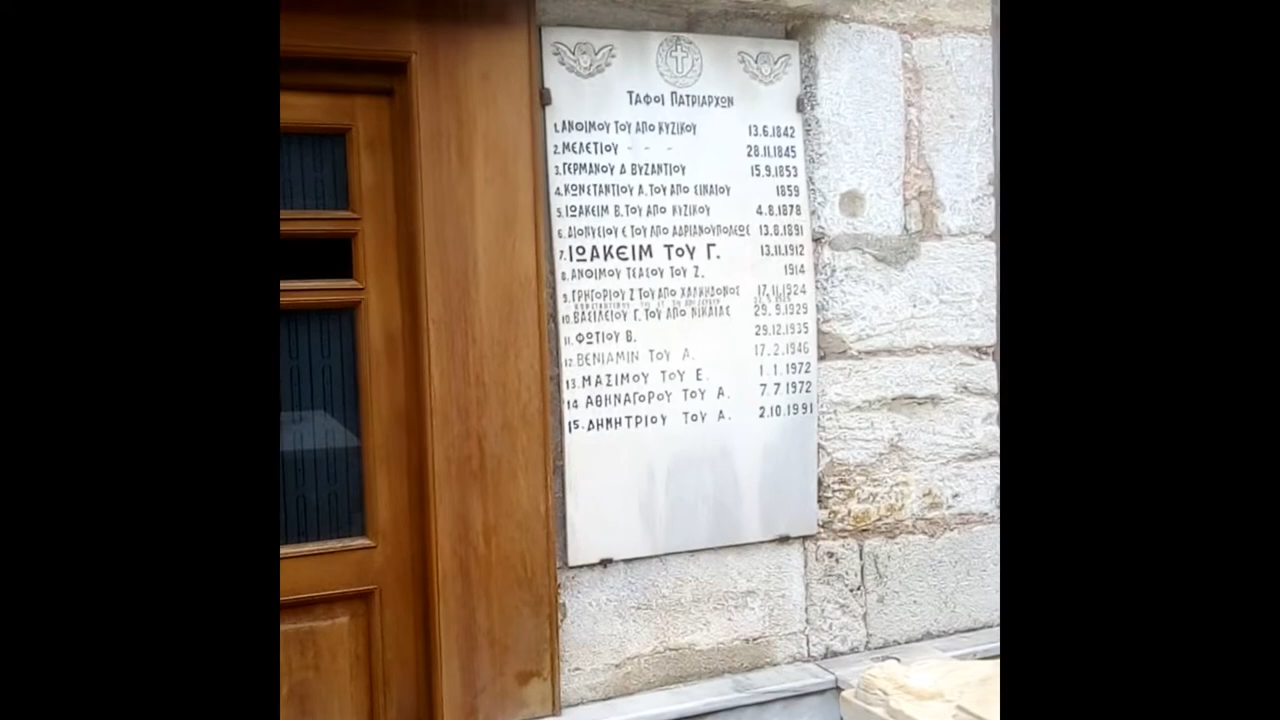 ΤΑΦΟΙ ΠΑΤΡΙΑΡΧΩΝ
1. ΑΝΘΙΜΟΥ ΤΟΥ ΑΠΟ ΚΥΖΙΚΟΥ 13.6.1842
2. ΜΕΛΕΤΙΟΥ - - - 28.11.1845
3. ΓΕΡΜΑΝΟΥ Δ ΒΥΖΑΝΤΙΟΥ 15.9.1853
4. ΚΩΝΣΤΑΝΤΙΟΥ Α. ΤΟΥ ΑΠΟ ΣΙΝΑΙΟΥ 1859
5. ΙΩΑΚΕΙΜ Β. ΤΟΥ ΑΠΟ ΚΥΖΙΚΟΥ 4.8.1878
6. ΔΙΟΝΥΣΙΟΥ Ε ΤΟΥ ΑΠΟ ΑΔΡΙΑΝΟΥΠΟΛΕΩΣ 13.8.1891
7. ΙΩΑΚΕΙΜ ΤΟΥ Γ. 13.11.1912
8. ΑΝΘΙΜΟΥ ΤΟΥ Ζ. 1914
9. ΓΡΗΓΟΡΙΟΥ Ζ ΤΟΥ ΑΠΟ ΧΑΛΚΗΔΟΝΟΣ 17.11.1924
10. ΒΑΣΙΛΕΙΟΥ Γ. ΤΟΥ ΑΠΟ ΝΙΚΑΙΑΣ 29.9.1929
11. ΦΩΤΙΟΥ Β. 29.12.1935
12. ΒΕΝΙΑΜΙΝ ΤΟΥ Α. 17.2.1946
13. ΜΑΞΙΜΟΥ ΤΟΥ Ε. 1.1.1972
14 ΑΘΗΝΑΓΟΡΟΥ ΤΟΥ Α. 7.7.1972
15. ΔΗΜΗΤΡΙΟΥ ΤΟΥ Α. 2.10.1991